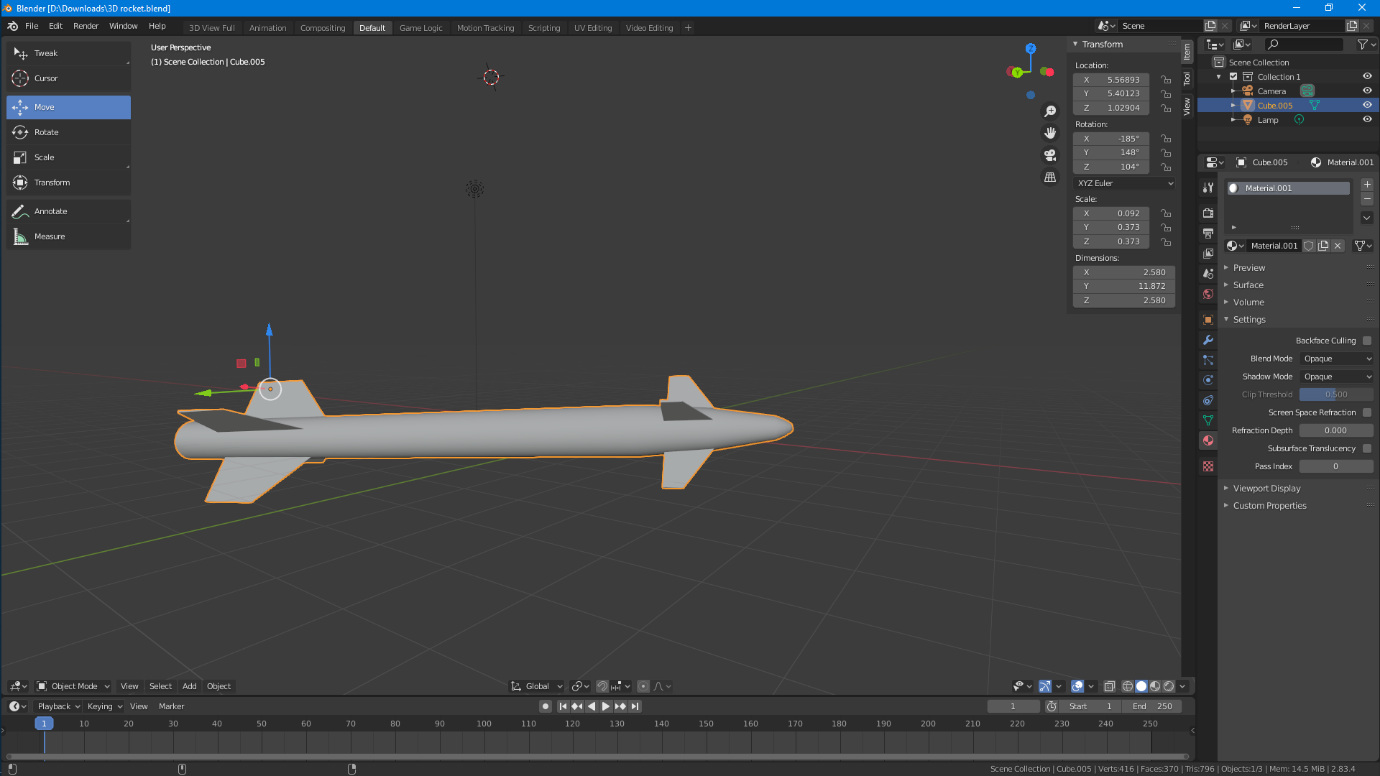 Blender [D:\Downloads\3D rocket.blend]
File Edit Render Window Help
3D View Full Animation Compositing Default Game Logic Motion Tracking Scripting UV Editing Video Editing +
Scene
RenderLayer
Tweak
Cursor
Move
Rotate
Scale
Transform
Annotate
Measure
User Perspective
(1) Scene Collection | Cube.005
Z
Y
Transform
Location:
X 5.56893
Y 5.40123
Z 1.02904
Rotation:
X -185°
Y 148°
Z 104°
XYZ Euler
Scale:
X 0.092
Y 0.373
Z 0.373
Dimensions:
X 2.580
Y 11.872
Z 2.580
Item
Tool
View
Scene Collection
Collection 1
Camera
Cube.005
Lamp
Cube.005 Material.001
Material.001
Material.001
Preview
Surface
Volume
Settings
Backface Culling
Blend Mode Opaque
Shadow Mode Opaque
Clip Threshold 0.500
Screen Space Refraction
Refraction Depth 0.000
Subsurface Translucency
Pass Index 0
Viewport Display
Custom Properties
Object Mode View Select Add Object
Global
Playback Keying View Marker
1 Start 1 End 250
1 10 20 30 40 50 60 70 80 90 100 110 120 130 140 150 160 170 180 190 200 210 220 230 240 250
Scene Collection | Cube.005 | Verts:416 | Faces:370 | Tris:796 | Objects:1/3 | Mem: 14.5 MiB | 2.83.4